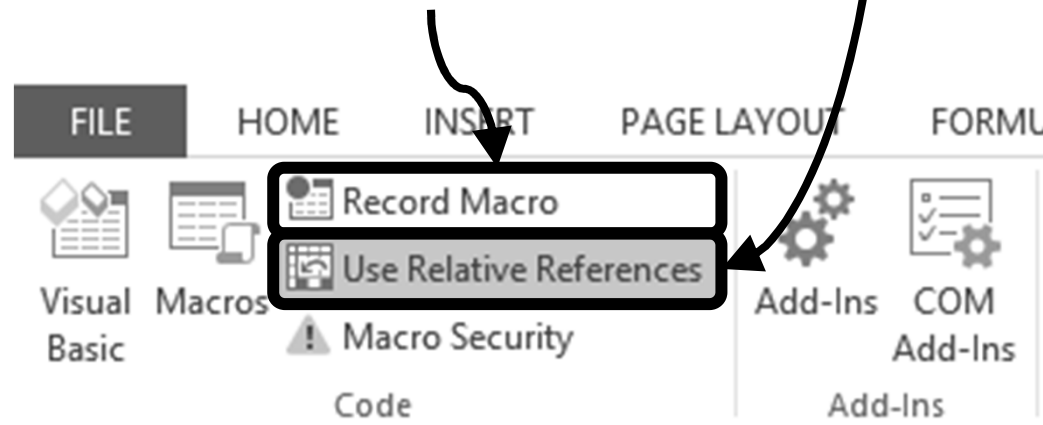 FILE HOME INSERT PAGE LAYOUT FORMU
Record Macro
Use Relative References
Macro Security
Visual
Basic
Macros
Code
Add-Ins
COM
Add-Ins
Add-Ins